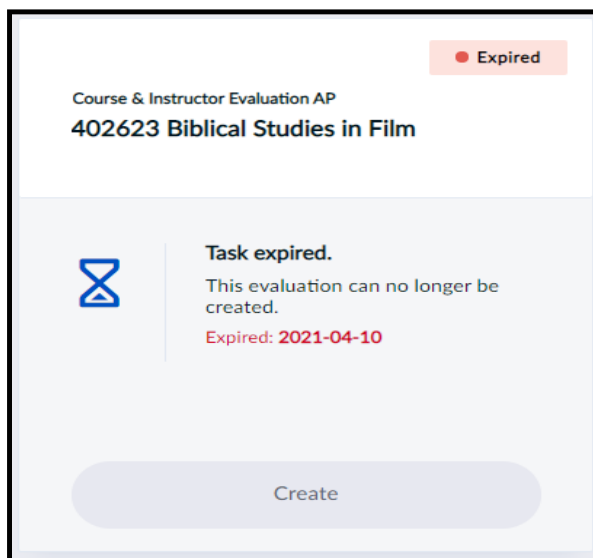 Expired
Course & Instructor Evaluation AP
402623 Biblical Studies in Film
Task expired.
This evaluation can no longer be
created.
Expired: 2021-04-10
Create